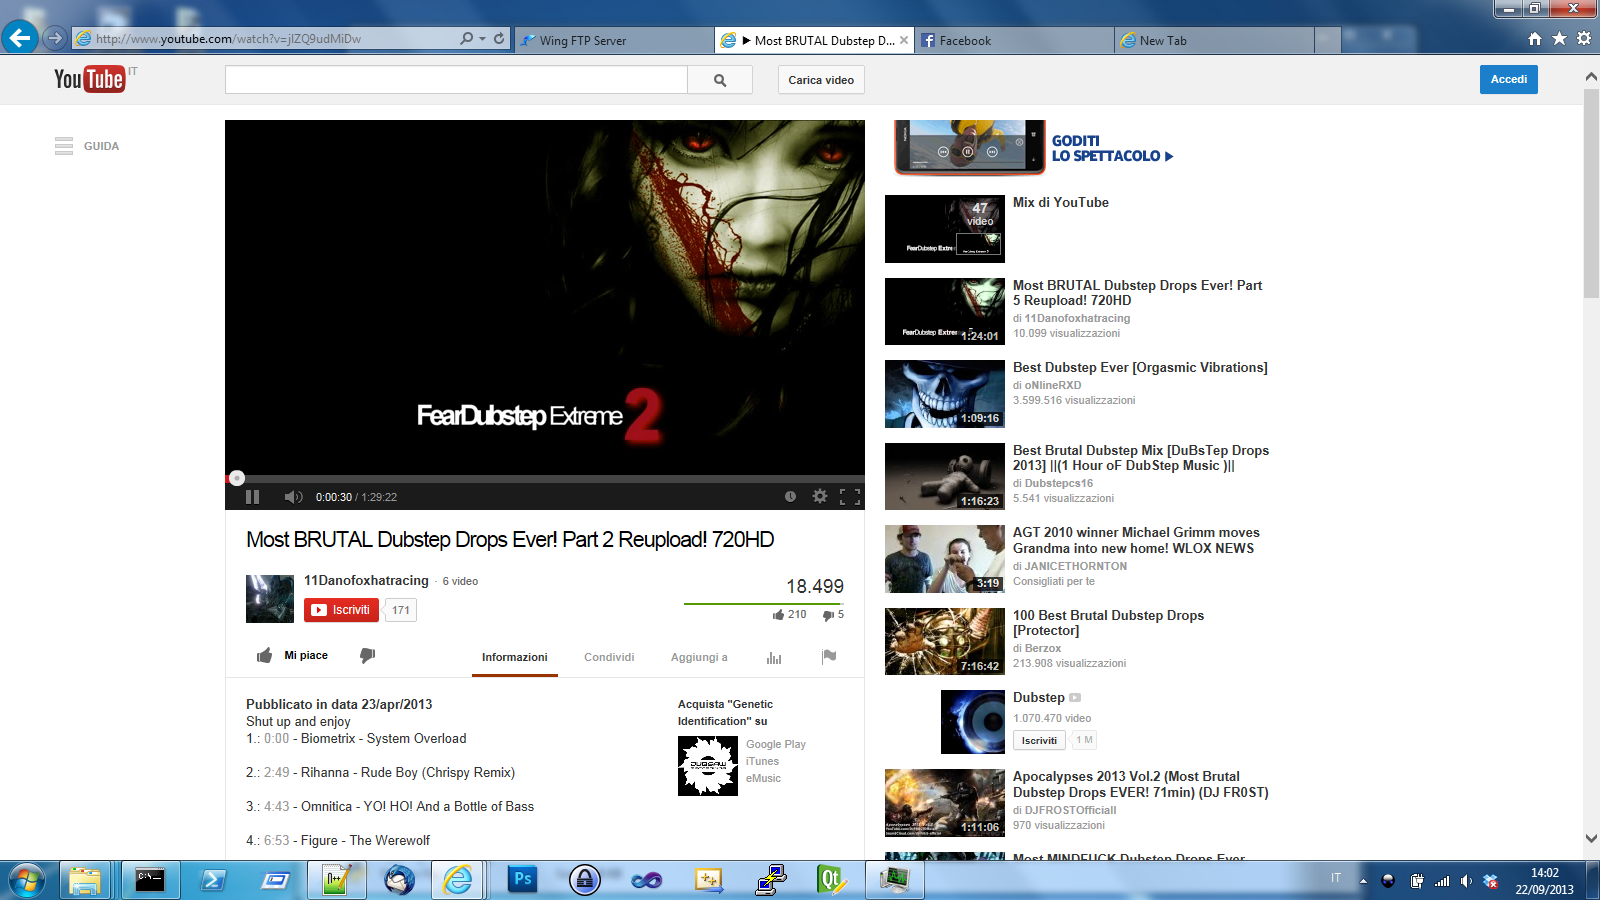 http://www.youtube.com/watch?v=jIZQ9udMiDw
Wing FTP Server
▶ Most BRUTAL Dubstep D...
Facebook
New Tab
YouTube IT
Carica video
Accedi
GUIDA
FearDubstep Extreme 2
0:00:30 / 1:29:22
Most BRUTAL Dubstep Drops Ever! Part 2 Reupload! 720HD
11Danofoxhatracing · 6 video
Iscriviti 171
18.499
210 5
Mi piace
Informazioni
Condividi
Aggiungi a
Pubblicato in data 23/apr/2013
Shut up and enjoy
1.: 0:00 - Biometrix - System Overload
2.: 2:49 - Rihanna - Rude Boy (Chrispy Remix)
3.: 4:43 - Omnitica - YO! HO! And a Bottle of Bass
4.: 6:53 - Figure - The Werewolf
Acquista "Genetic
Identification" su
DUBSAW
Google Play
iTunes
eMusic
GODITI
LO SPETTACOLO
47
video
Mix di YouTube
1:24:01
Most BRUTAL Dubstep Drops Ever! Part
5 Reupload! 720HD
di 11Danofoxhatracing
10.099 visualizzazioni
1:09:16
Best Dubstep Ever [Orgasmic Vibrations]
di oNlineRXD
3.599.516 visualizzazioni
1:16:23
Best Brutal Dubstep Mix [DuBsTep Drops
2013] ||(1 Hour oF DubStep Music )||
di Dubstepcs16
5.541 visualizzazioni
3:19
AGT 2010 winner Michael Grimm moves
Grandma into new home! WLOX NEWS
di JANICETHORNTON
Consigliati per te
7:16:42
100 Best Brutal Dubstep Drops
[Protector]
di Berzox
213.908 visualizzazioni
Dubstep
1.070.470 video
Iscriviti 1 M
1:11:06
Apocalypses 2013 Vol.2 (Most Brutal
Dubstep Drops EVER! 71min) (DJ FR0ST)
di DJFROSTOfficiall
970 visualizzazioni
Most MINDFUCK Dubstep Drops Ever
C:\_
Ps
Qt
IT
14:02
22/09/2013